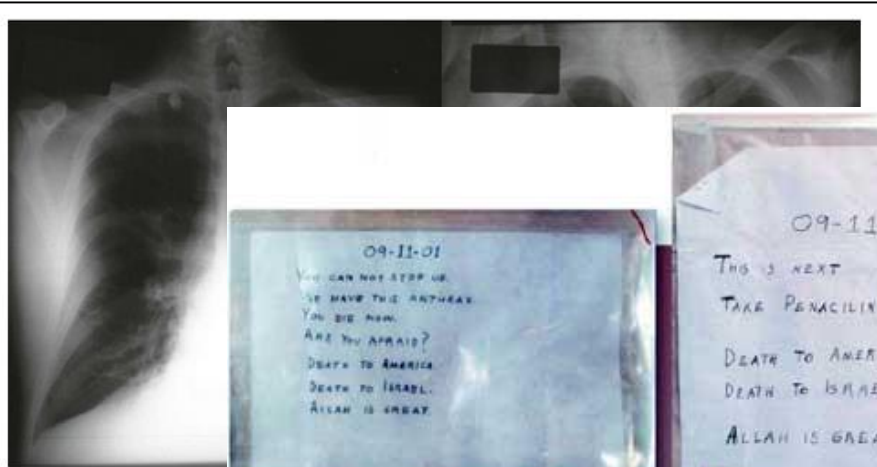 09-11-01
YOU CAN NOT STOP US.
WE HAVE THIS ANTHRAX.
YOU DIE NOW.
ARE YOU AFRAID?
DEATH TO AMERICA.
DEATH TO ISRAEL.
ALLAH IS GREAT.
09-11
THIS IS NEXT
TAKE PENACILIN
DEATH TO AMER
DEATH TO ISRAE
ALLAH IS GREA